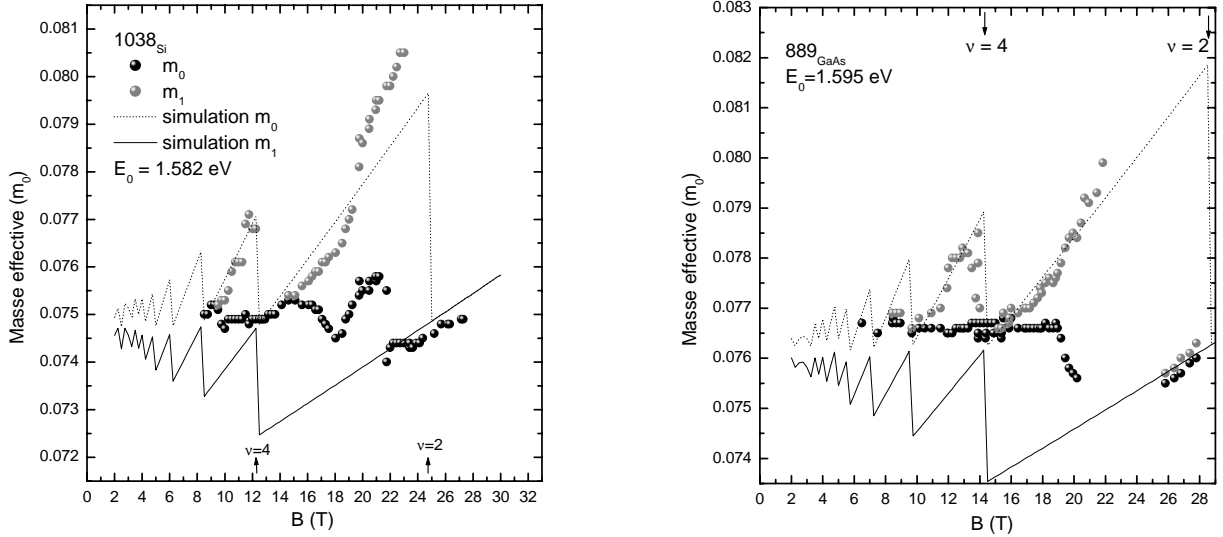 1038Si
m0
m1
simulation m0
simulation m1
E0 = 1.582 eV
0.081
0.080
0.079
0.078
0.077
0.076
0.075
0.074
0.073
0.072
Masse effective (m0)
ν=4
ν=2
0 2 4 6 8 10 12 14 16 18 20 22 24 26 28 30 32
B (T)
889GaAs
E0=1.595 eV
ν = 4
ν = 2
0.083
0.082
0.081
0.080
0.079
0.078
0.077
0.076
0.075
0.074
Masse effective (m0)
0 2 4 6 8 10 12 14 16 18 20 22 24 26 28
B (T)